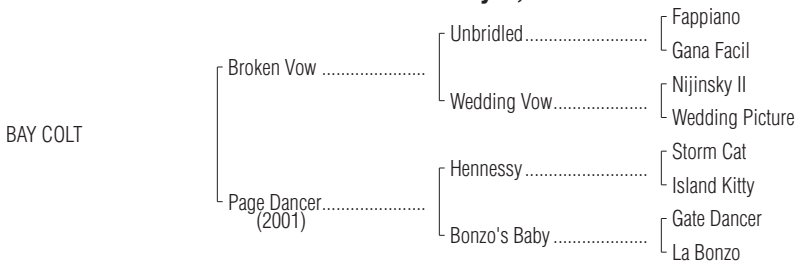 Fappiano
Unbridled
Gana Facil
Broken Vow
Nijinsky II
Wedding Vow
Wedding Picture
BAY COLT
Storm Cat
Hennessy
Island Kitty
Page Dancer
(2001)
Gate Dancer
Bonzo's Baby
La Bonzo